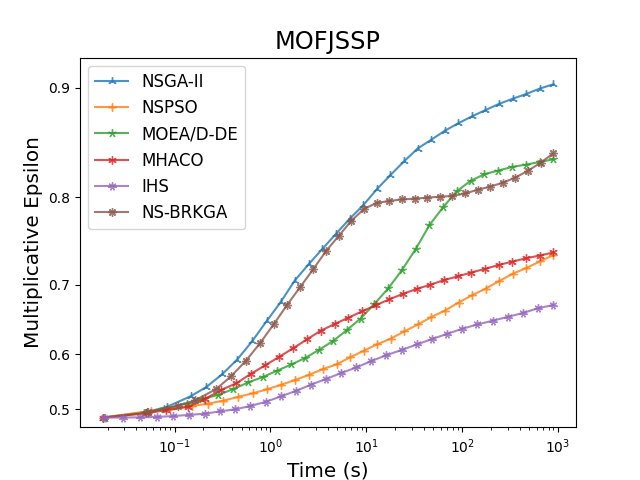 MOFJSSP
NSGA-II
NSPSO
MOEA/D-DE
MHACO
IHS
NS-BRKGA
Multiplicative Epsilon
0.9
0.8
0.7
0.6
0.5
10⁻¹ 10⁰ 10¹ 10² 10³
Time (s)